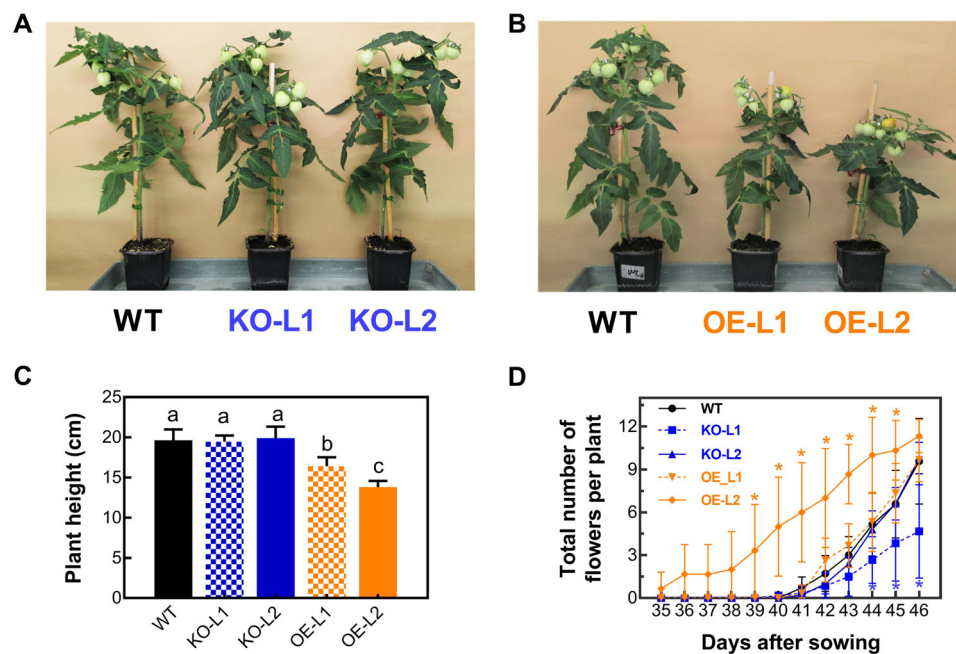 A
B
WT
KO-L1
KO-L2
WT
OE-L1
OE-L2
C
Plant height (cm)
25
20
15
10
5
0
a
a
a
b
c
WT
KO-L1
KO-L2
OE-L1
OE-L2
D
Total number of
flowers per plant
12
9
6
3
0
WT
KO-L1
KO-L2
OE_L1
OE-L2
* * * * * * *
* * *
35 36 37 38 39 40 41 42 43 44 45 46
Days after sowing